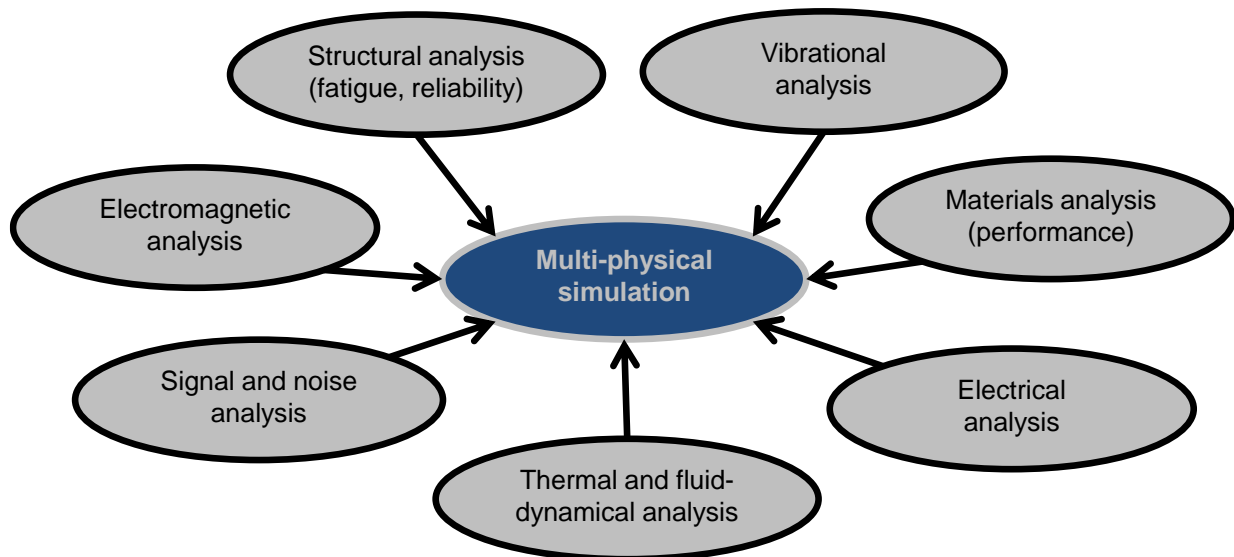 Structural analysis
(fatigue, reliability)
Vibrational
analysis
Electromagnetic
analysis
Materials analysis
(performance)
Multi-physical
simulation
Signal and noise
analysis
Electrical
analysis
Thermal and fluid-
dynamical analysis